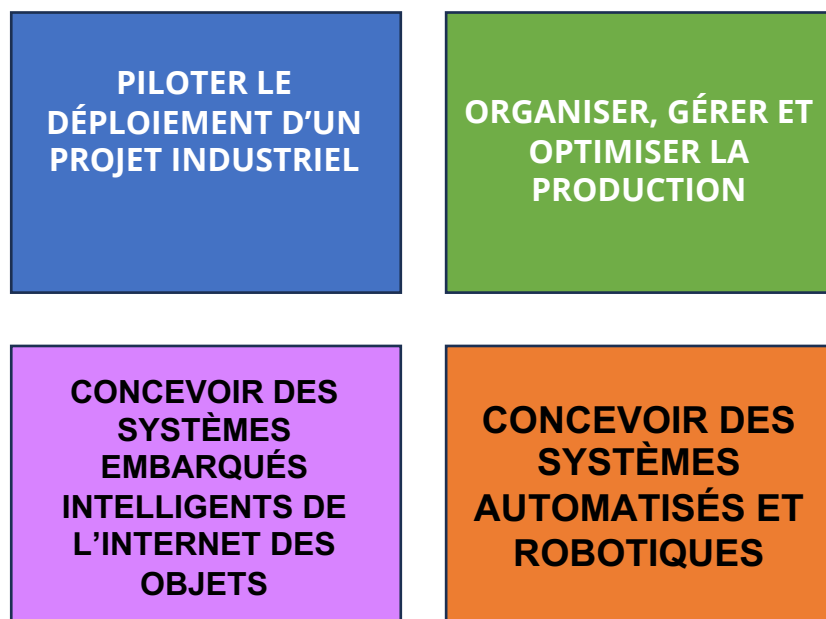 PILOTER LE
DÉPLOIEMENT D’UN
PROJET INDUSTRIEL
ORGANISER, GÉRER ET
OPTIMISER LA
PRODUCTION
CONCEVOIR DES
SYSTÈMES
EMBARQUÉS
INTELLIGENTS DE
L’INTERNET DES
OBJETS
CONCEVOIR DES
SYSTÈMES
AUTOMATISÉS ET
ROBOTIQUES